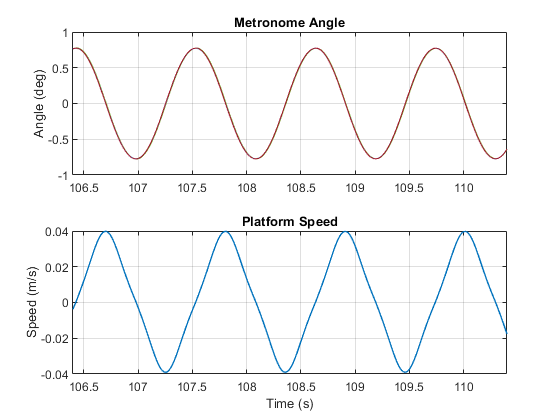 Metronome Angle
1
0.5
0
-0.5
-1
Angle (deg)
106.5 107 107.5 108 108.5 109 109.5 110
Platform Speed
0.04
0.02
0
-0.02
-0.04
Speed (m/s)
106.5 107 107.5 108 108.5 109 109.5 110
Time (s)